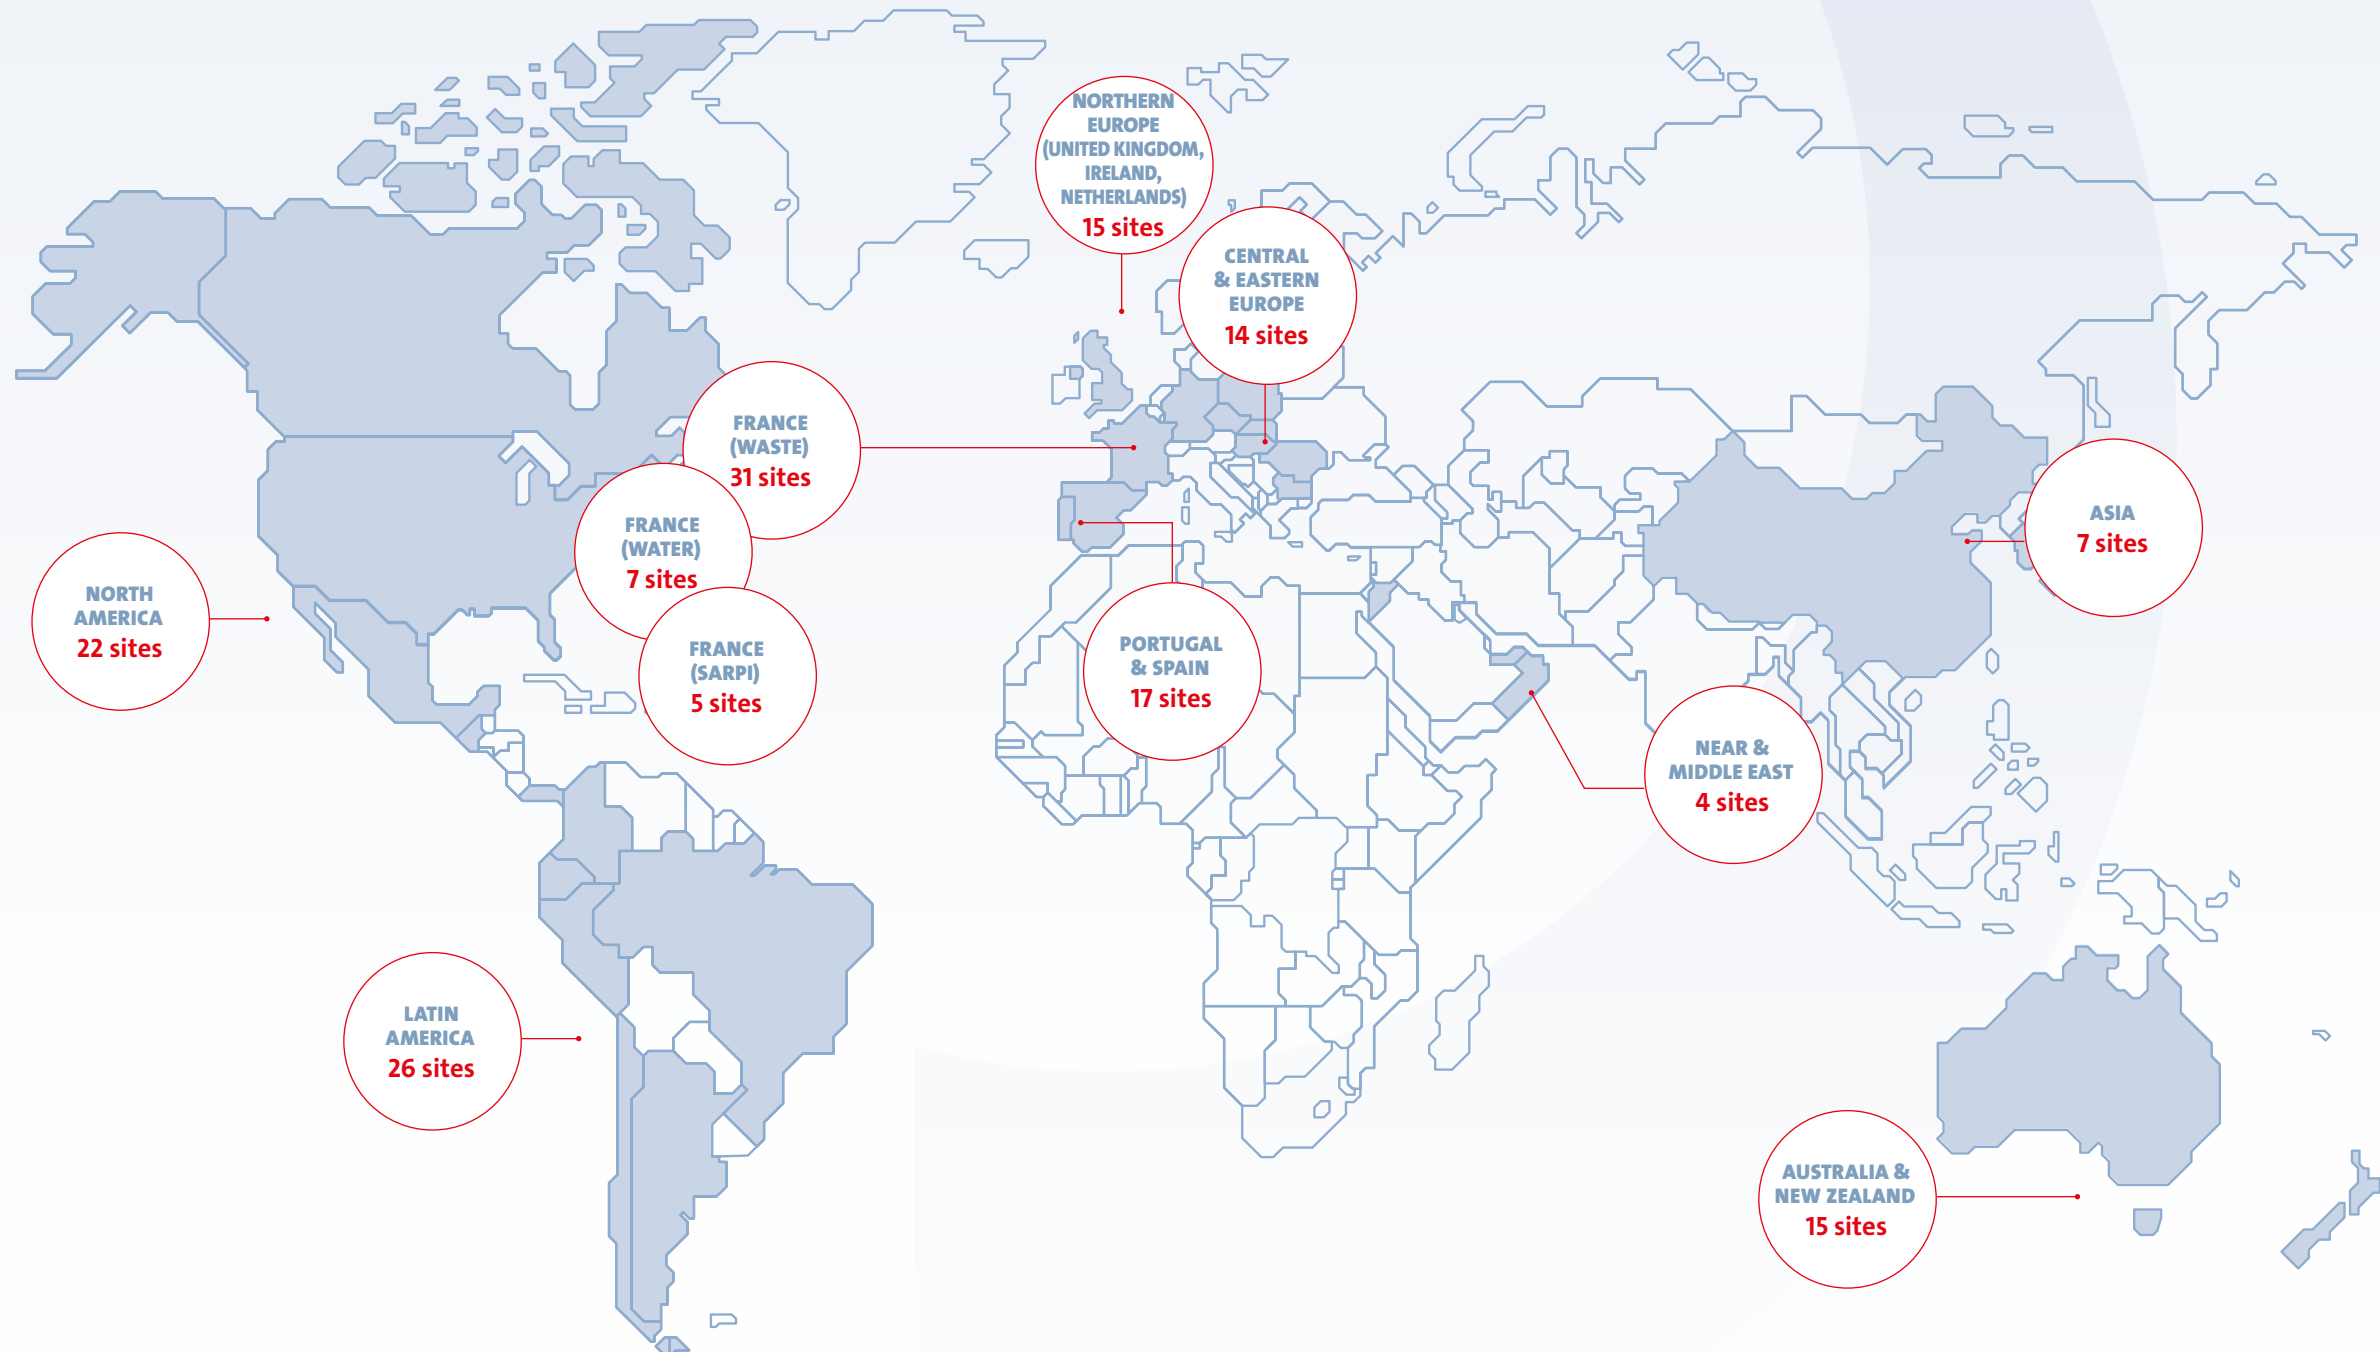 NORTHERN
EUROPE
(UNITED KINGDOM,
IRELAND,
NETHERLANDS)
15 sites
CENTRAL
& EASTERN
EUROPE
14 sites
FRANCE
(WASTE)
31 sites
FRANCE
(WATER)
7 sites
FRANCE
(SARPI)
5 sites
NORTH
AMERICA
22 sites
PORTUGAL
& SPAIN
17 sites
ASIA
7 sites
NEAR &
MIDDLE EAST
4 sites
LATIN
AMERICA
26 sites
AUSTRALIA &
NEW ZEALAND
15 sites